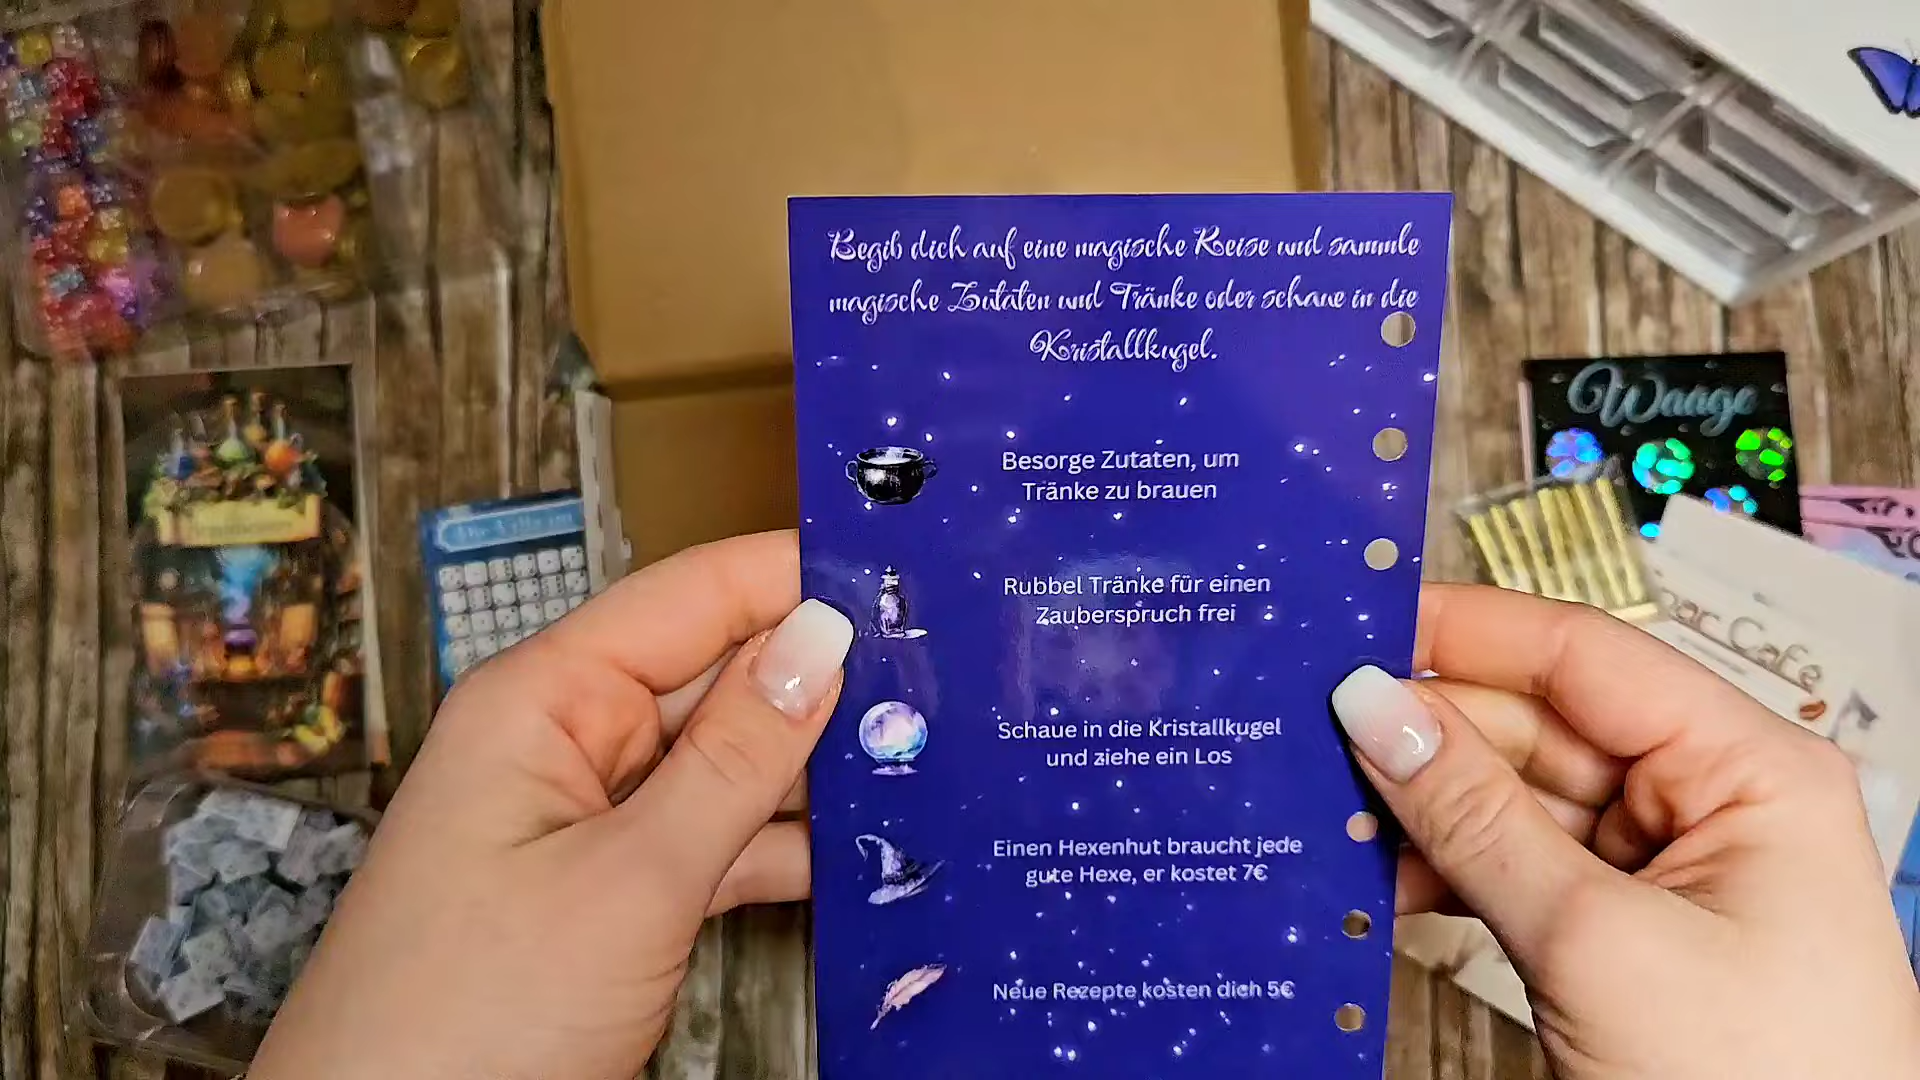 Begib dich auf eine magische Reise und sammle
magische Zutaten und Tränke oder schaue in die
Kristallkugel.
Besorge Zutaten, um
Tränke zu brauen
Rubbel Tränke für einen
Zauberspruch frei
Schaue in die Kristallkugel
und ziehe ein Los
Einen Hexenhut braucht jede
gute Hexe, er kostet 7€
Neue Rezepte kosten dich 5€
Waage
Cafe